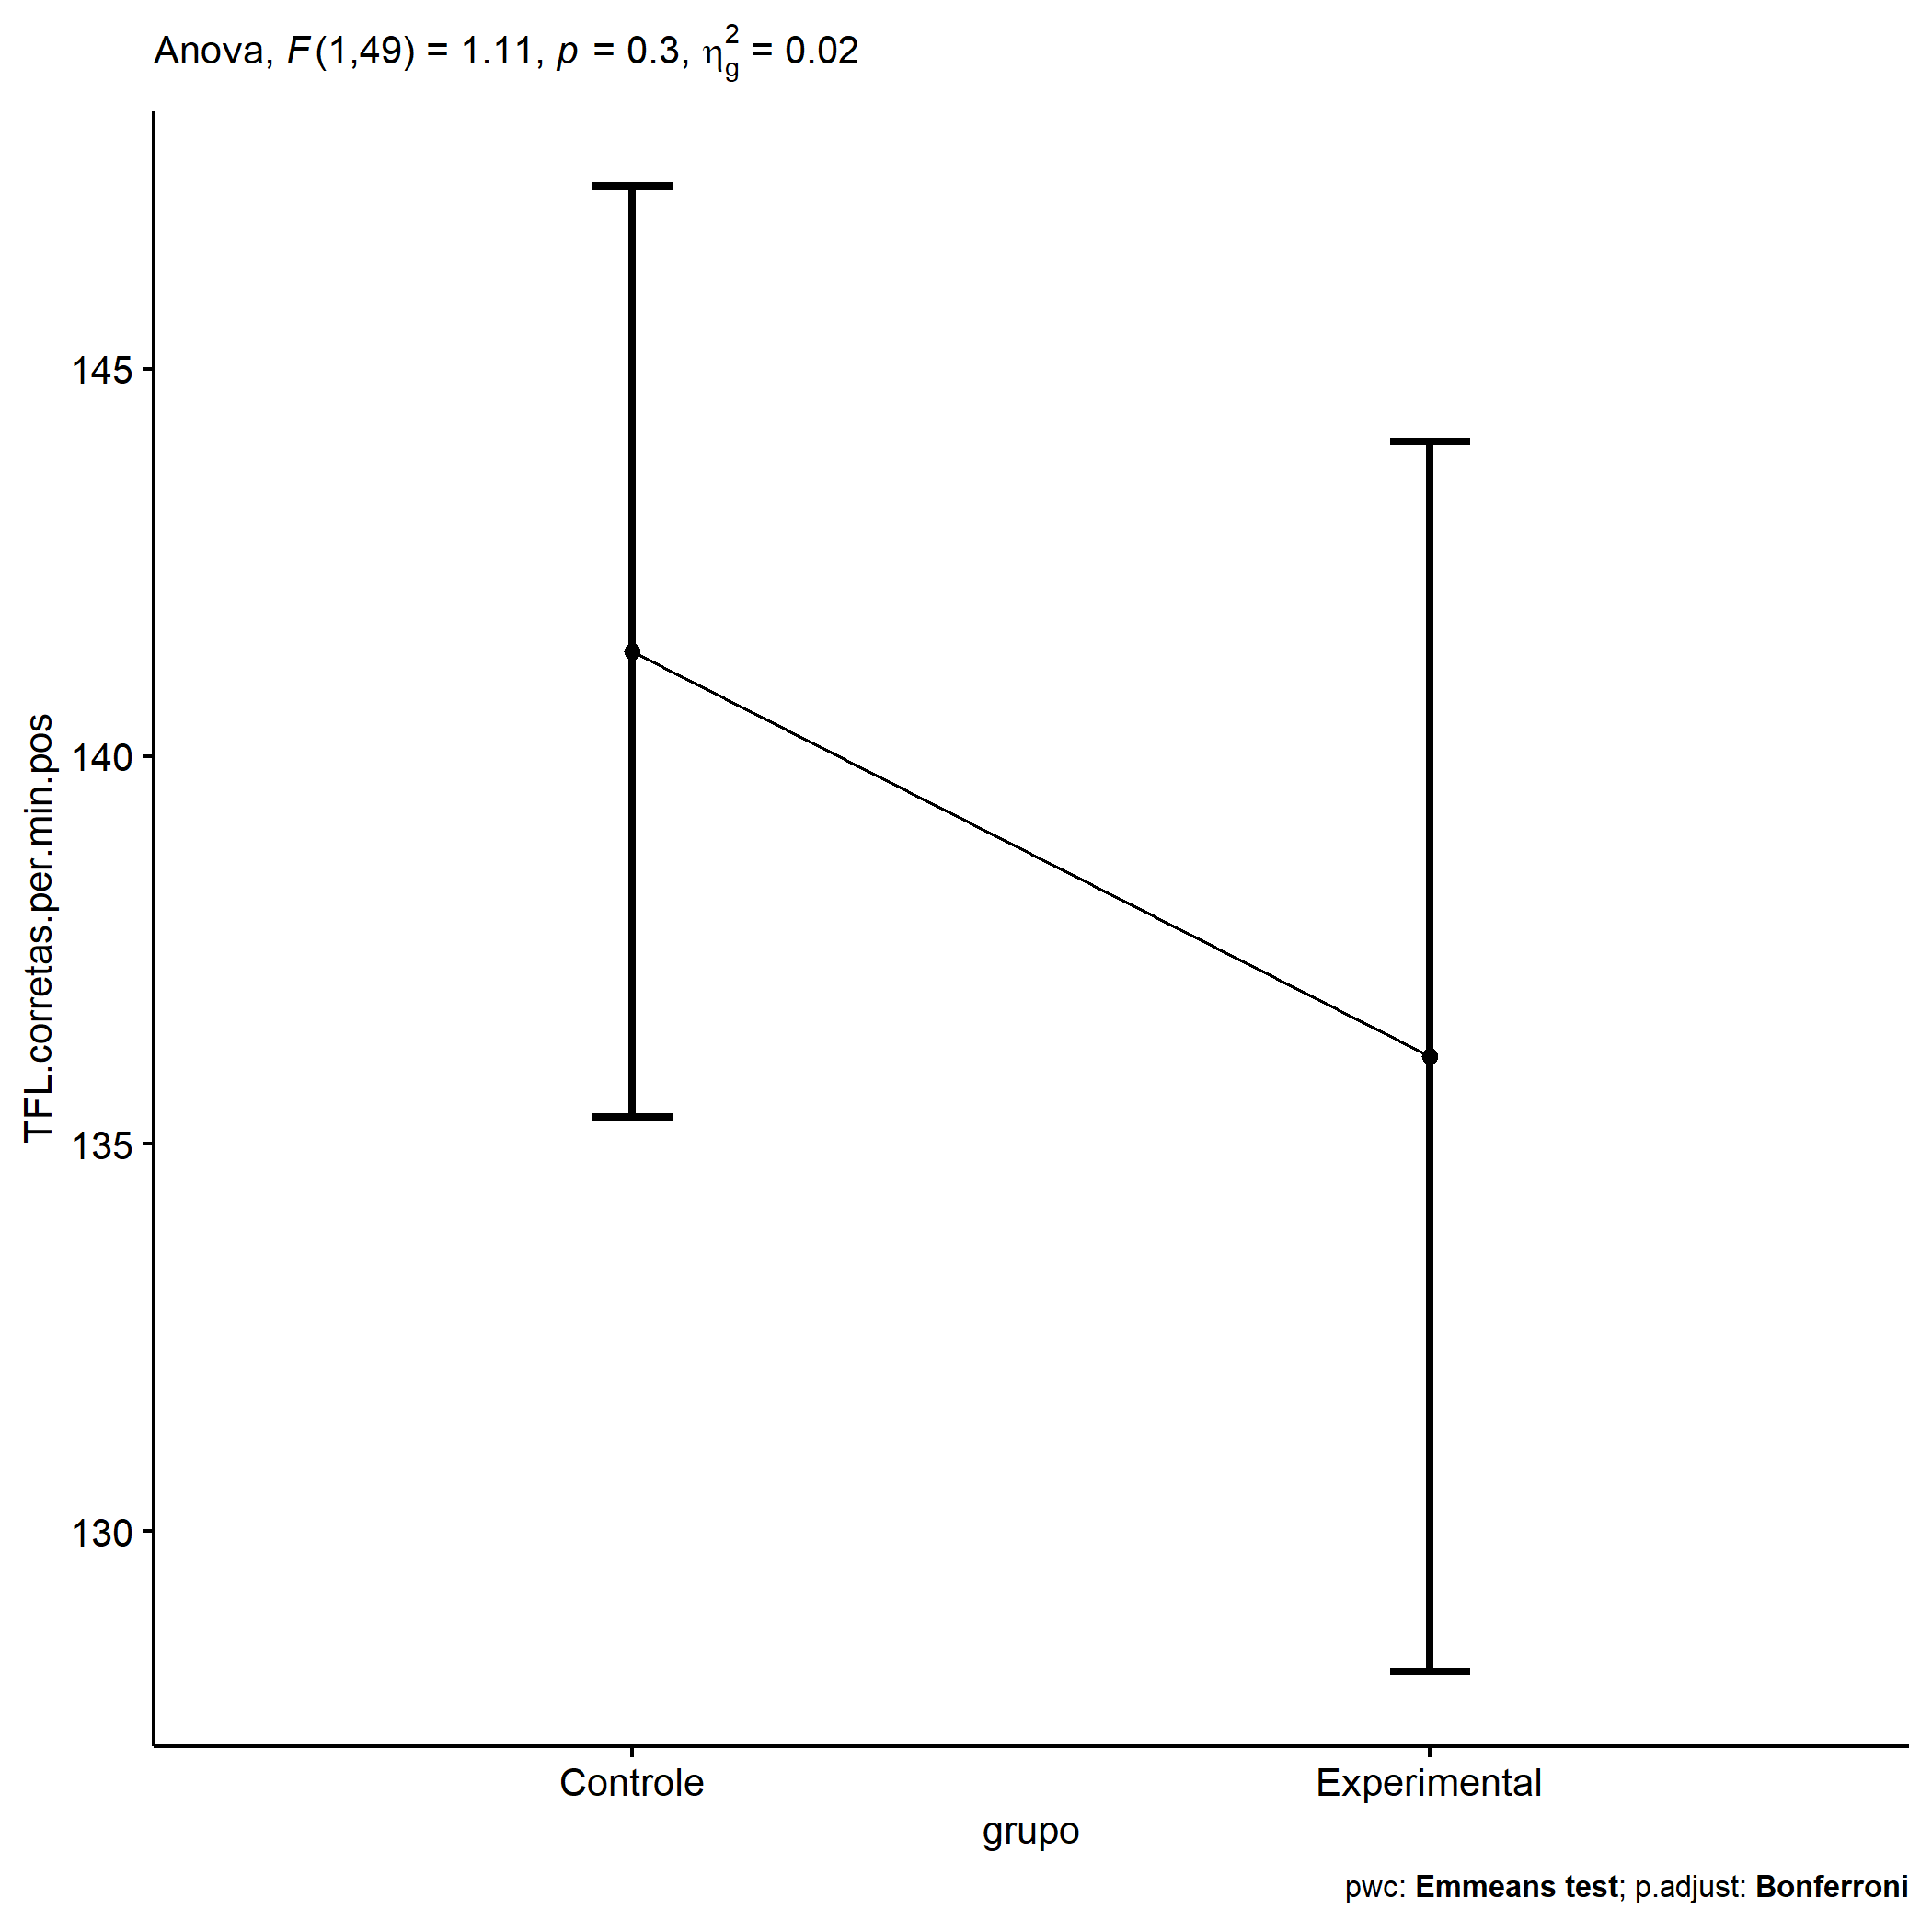 Anova, F(1,49) = 1.11, p = 0.3, η²g = 0.02
TFL.corretas.per.min.pos
145
140
135
130
Controle Experimental
grupo
pwc: Emmeans test; p.adjust: Bonferroni